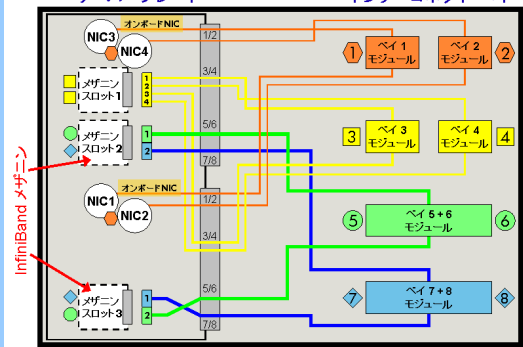 NIC3
オンボードNIC
NIC4
1/2
1
ベイ 1
モジュール
ベイ 2
モジュール
2
メザニン
スロット1
1
2
3
4
3/4
5/6
3
ベイ 3
モジュール
ベイ 4
モジュール
4
メザニン
スロット2
1
2
7/8
InfiniBand メザニン
オンボードNIC
NIC1
NIC2
1/2
3/4
5
ベイ 5+6
モジュール
6
メザニン
スロット3
1
2
5/6
7/8
7
ベイ 7+8
モジュール
8